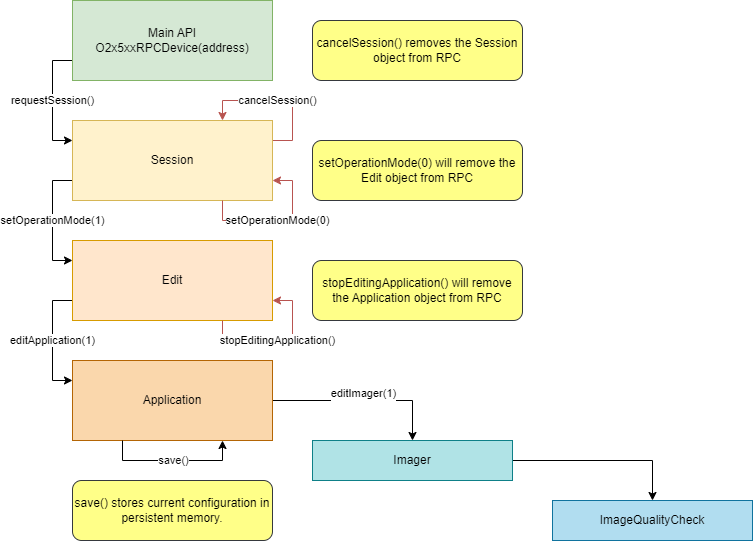 Main API
O2x5xxRPCDevice(address)
cancelSession() removes the Session
object from RPC
requestSession()
cancelSession()
Session
setOperationMode(0) will remove the
Edit object from RPC
setOperationMode(1)
setOperationMode(0)
Edit
stopEditingApplication() will remove
the Application object from RPC
editApplication(1)
stopEditingApplication()
Application
editImager(1)
save()
Imager
save() stores current configuration in
persistent memory.
ImageQualityCheck